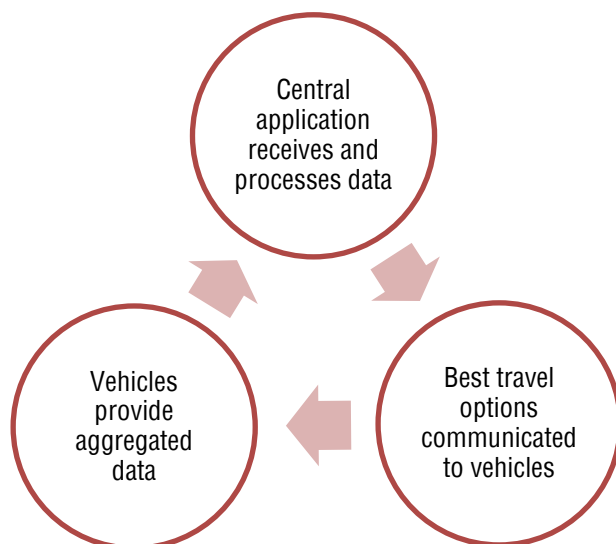 Central
application
receives and
processes data
Vehicles
provide
aggregated
data
Best travel
options
communicated
to vehicles